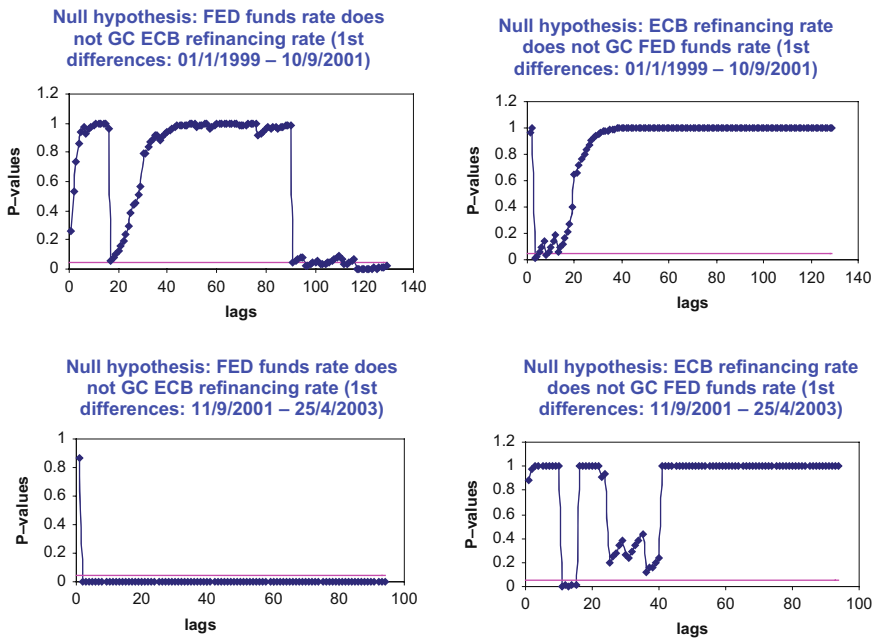 Null hypothesis: FED funds rate does
not GC ECB refinancing rate (1st
differences: 01/1/1999 – 10/9/2001)
1.2
1
0.8
0.6
0.4
0.2
0
P–values
0 20 40 60 80 100 120 140
lags
Null hypothesis: ECB refinancing rate
does not GC FED funds rate (1st
differences: 01/1/1999 – 10/9/2001)
1.2
1
0.8
0.6
0.4
0.2
0
P–values
0 20 40 60 80 100 120 140
lags
Null hypothesis: FED funds rate does
not GC ECB refinancing rate (1st
differences: 11/9/2001 – 25/4/2003)
1
0.8
0.6
0.4
0.2
0
P–values
0 20 40 60 80 100
lags
Null hypothesis: ECB refinancing rate
does not GC FED funds rate (1st
differences: 11/9/2001 – 25/4/2003)
1.2
1
0.8
0.6
0.4
0.2
0
P–values
0 20 40 60 80 100
lags